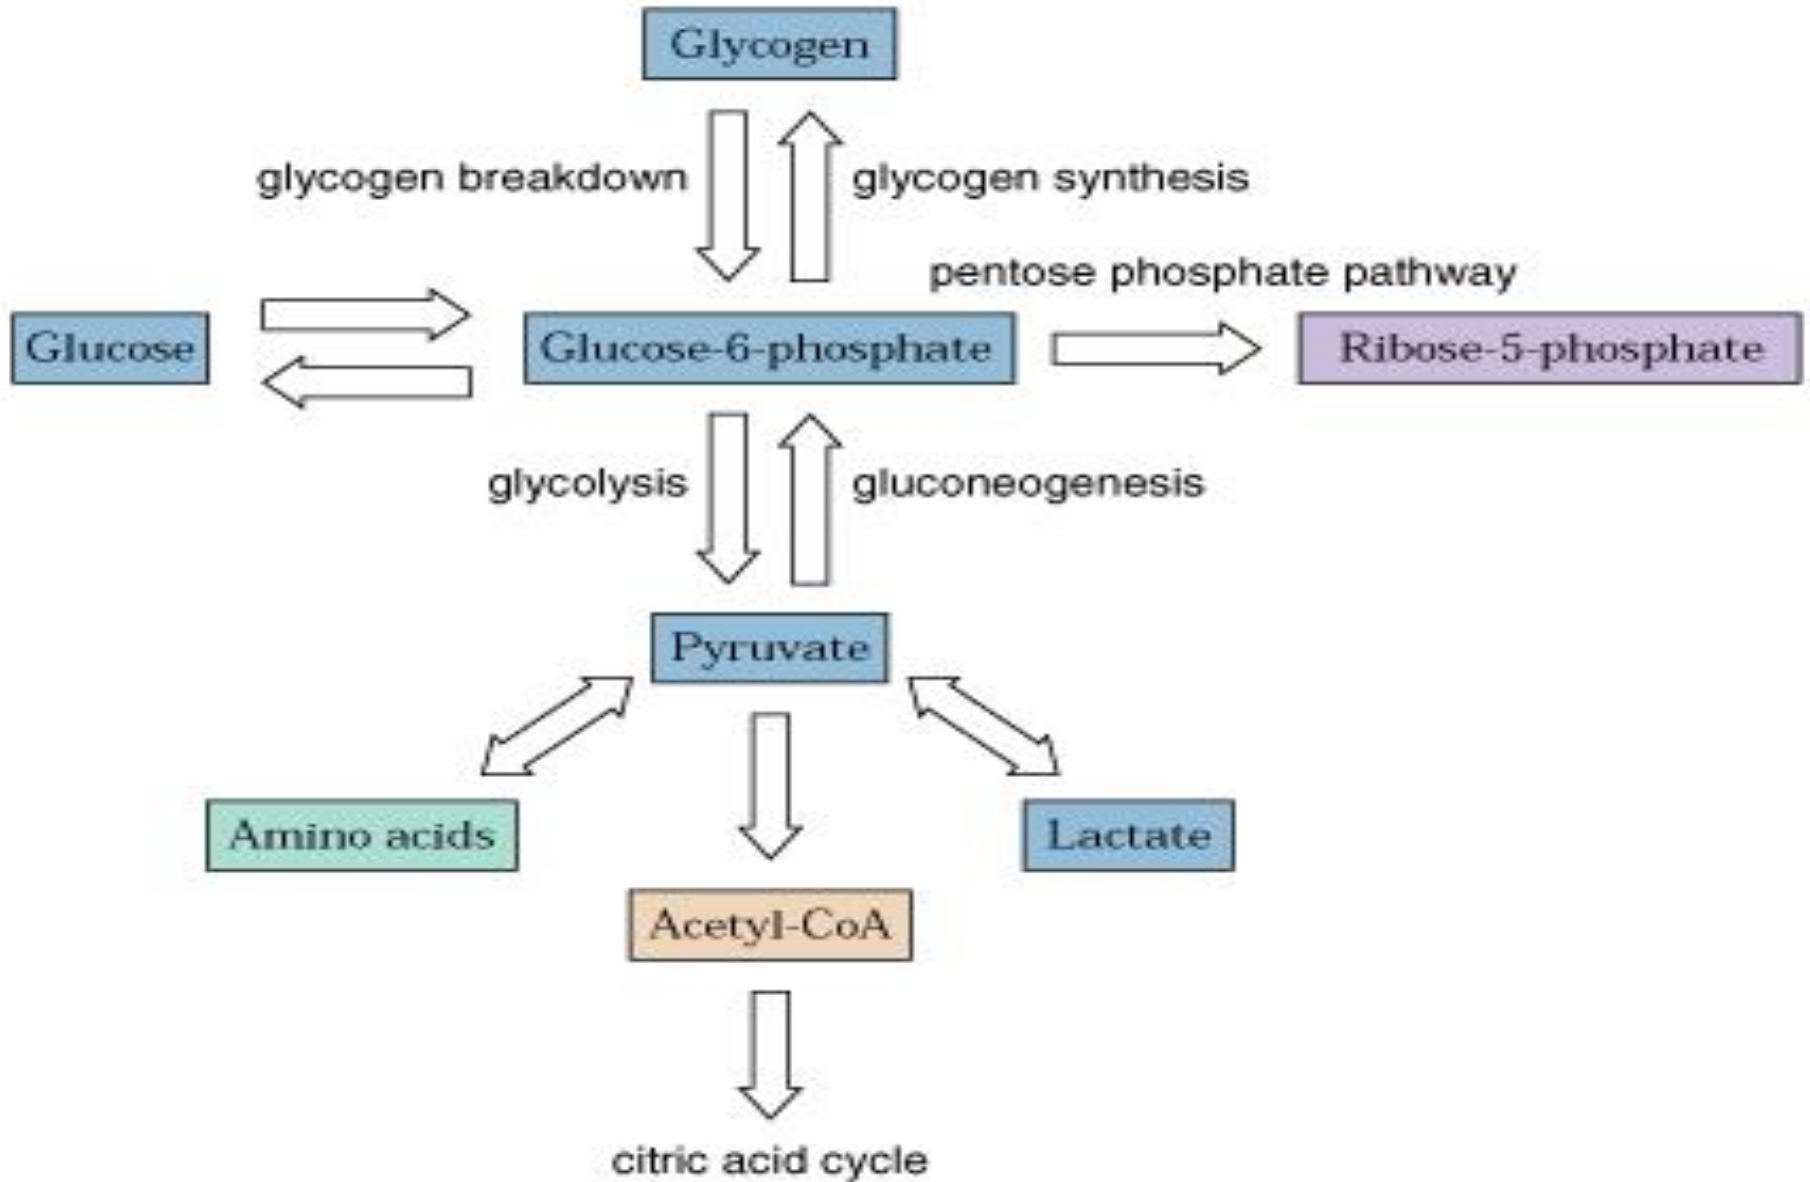 Glycogen
glycogen breakdown
glycogen synthesis
pentose phosphate pathway
Glucose
Glucose-6-phosphate
Ribose-5-phosphate
glycolysis
gluconeogenesis
Pyruvate
Amino acids
Lactate
Acetyl-CoA
citric acid cycle